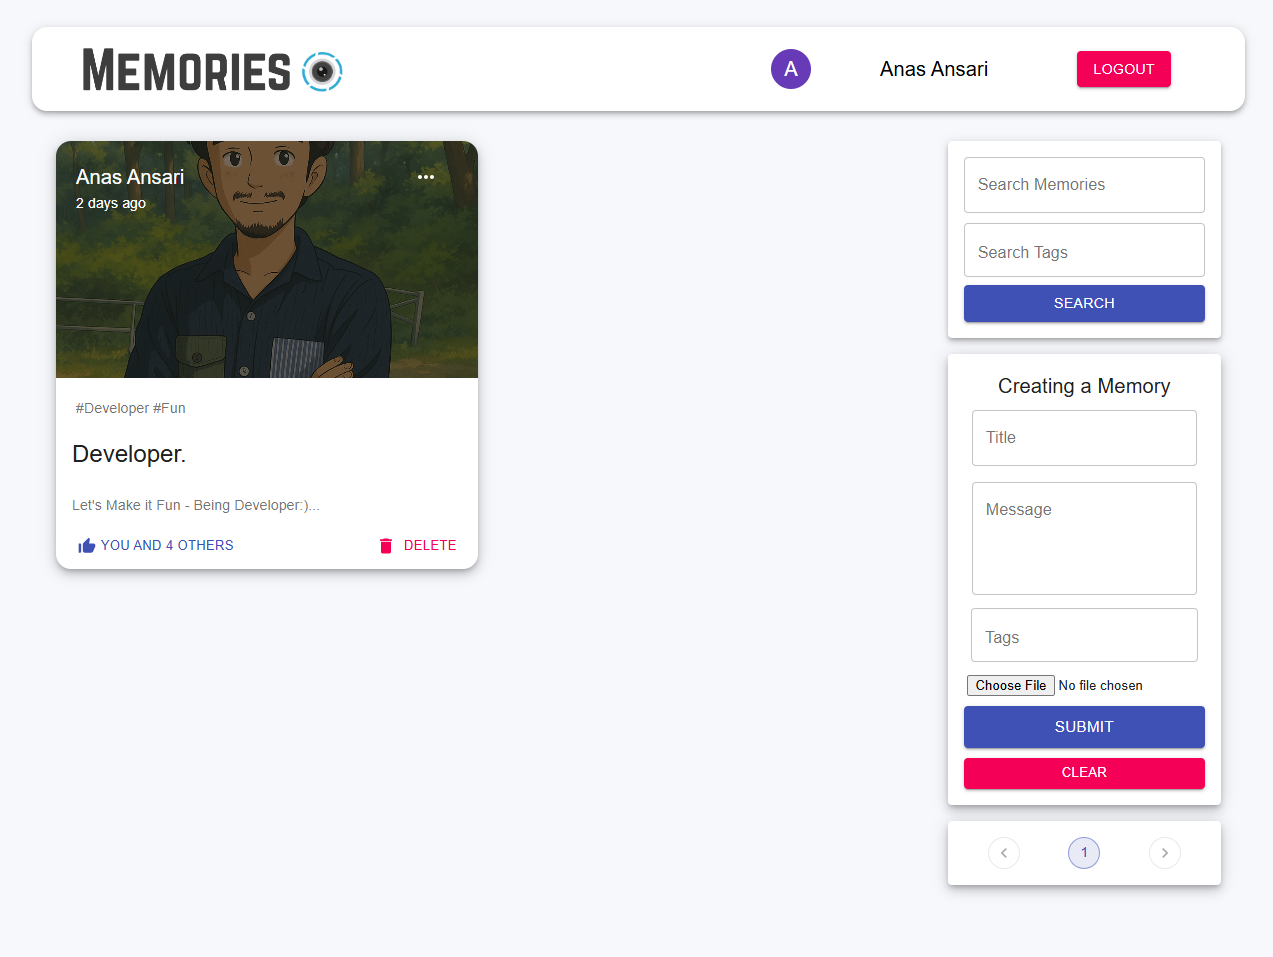 MEMORIES
A
Anas Ansari
LOGOUT
Anas Ansari
2 days ago
#Developer #Fun
Developer.
Let's Make it Fun - Being Developer:)...
YOU AND 4 OTHERS
DELETE
Search Memories
Search Tags
SEARCH
Creating a Memory
Title
Message
Tags
Choose File No file chosen
SUBMIT
CLEAR
1